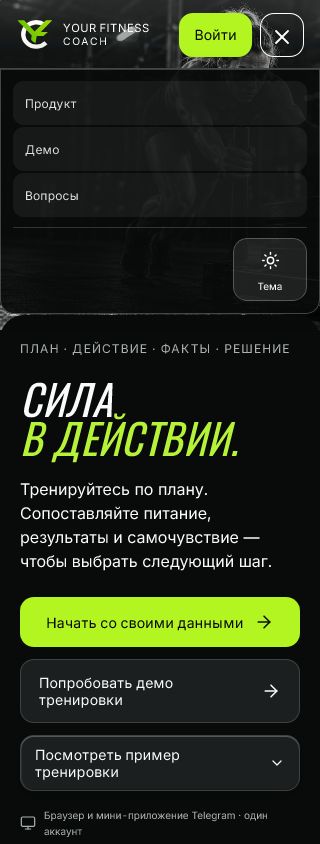 YOUR FITNESS
COACH
Войти
Продукт
Демо
Вопросы
Тема
ПЛАН · ДЕЙСТВИЕ · ФАКТЫ · РЕШЕНИЕ
СИЛА
В ДЕЙСТВИИ.
Тренируйтесь по плану.
Сопоставляйте питание,
результаты и самочувствие —
чтобы выбрать следующий шаг.
Начать со своими данными
Попробовать демо
тренировки
Посмотреть пример
тренировки
Браузер и мини-приложение Telegram · один
аккаунт